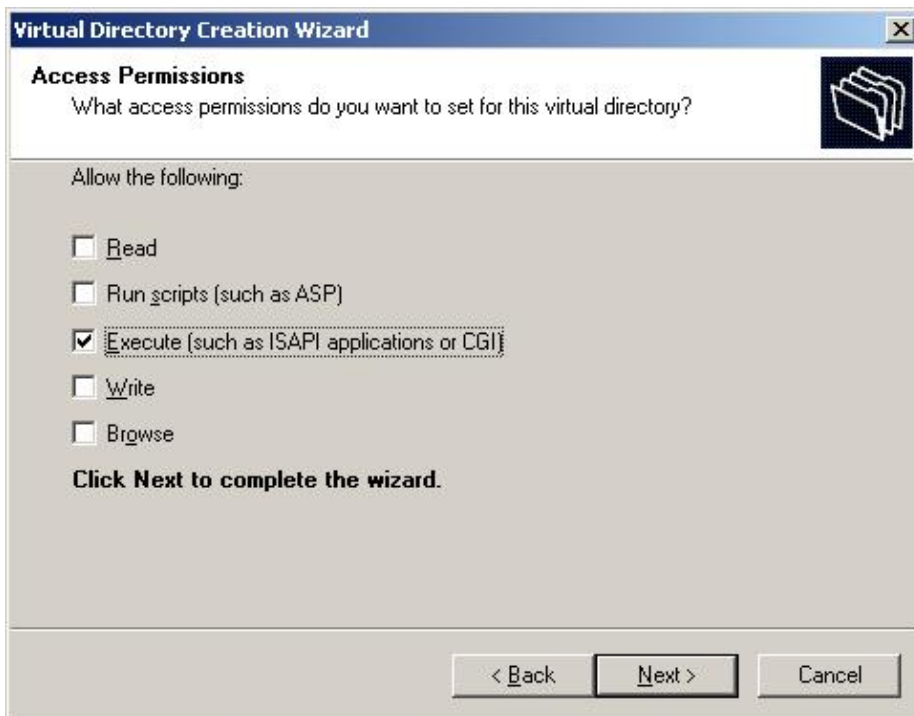 Virtual Directory Creation Wizard
Access Permissions
What access permissions do you want to set for this virtual directory?
Allow the following:
Read
Run scripts (such as ASP)
Execute (such as ISAPI applications or CGI)
Write
Browse
Click Next to complete the wizard.
< Back Next > Cancel